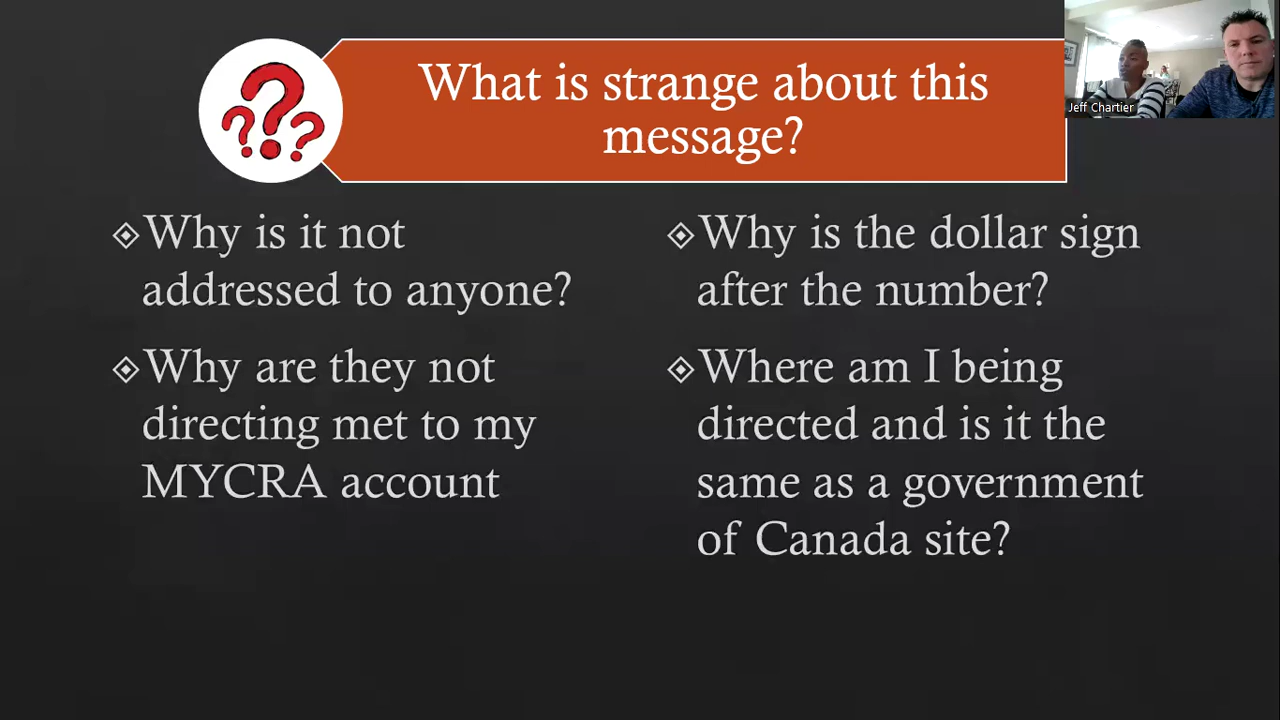 What is strange about this
message?
Jeff Chartier
Why is it not
addressed to anyone?
Why are they not
directing met to my
MYCRA account
Why is the dollar sign
after the number?
Where am I being
directed and is it the
same as a government
of Canada site?